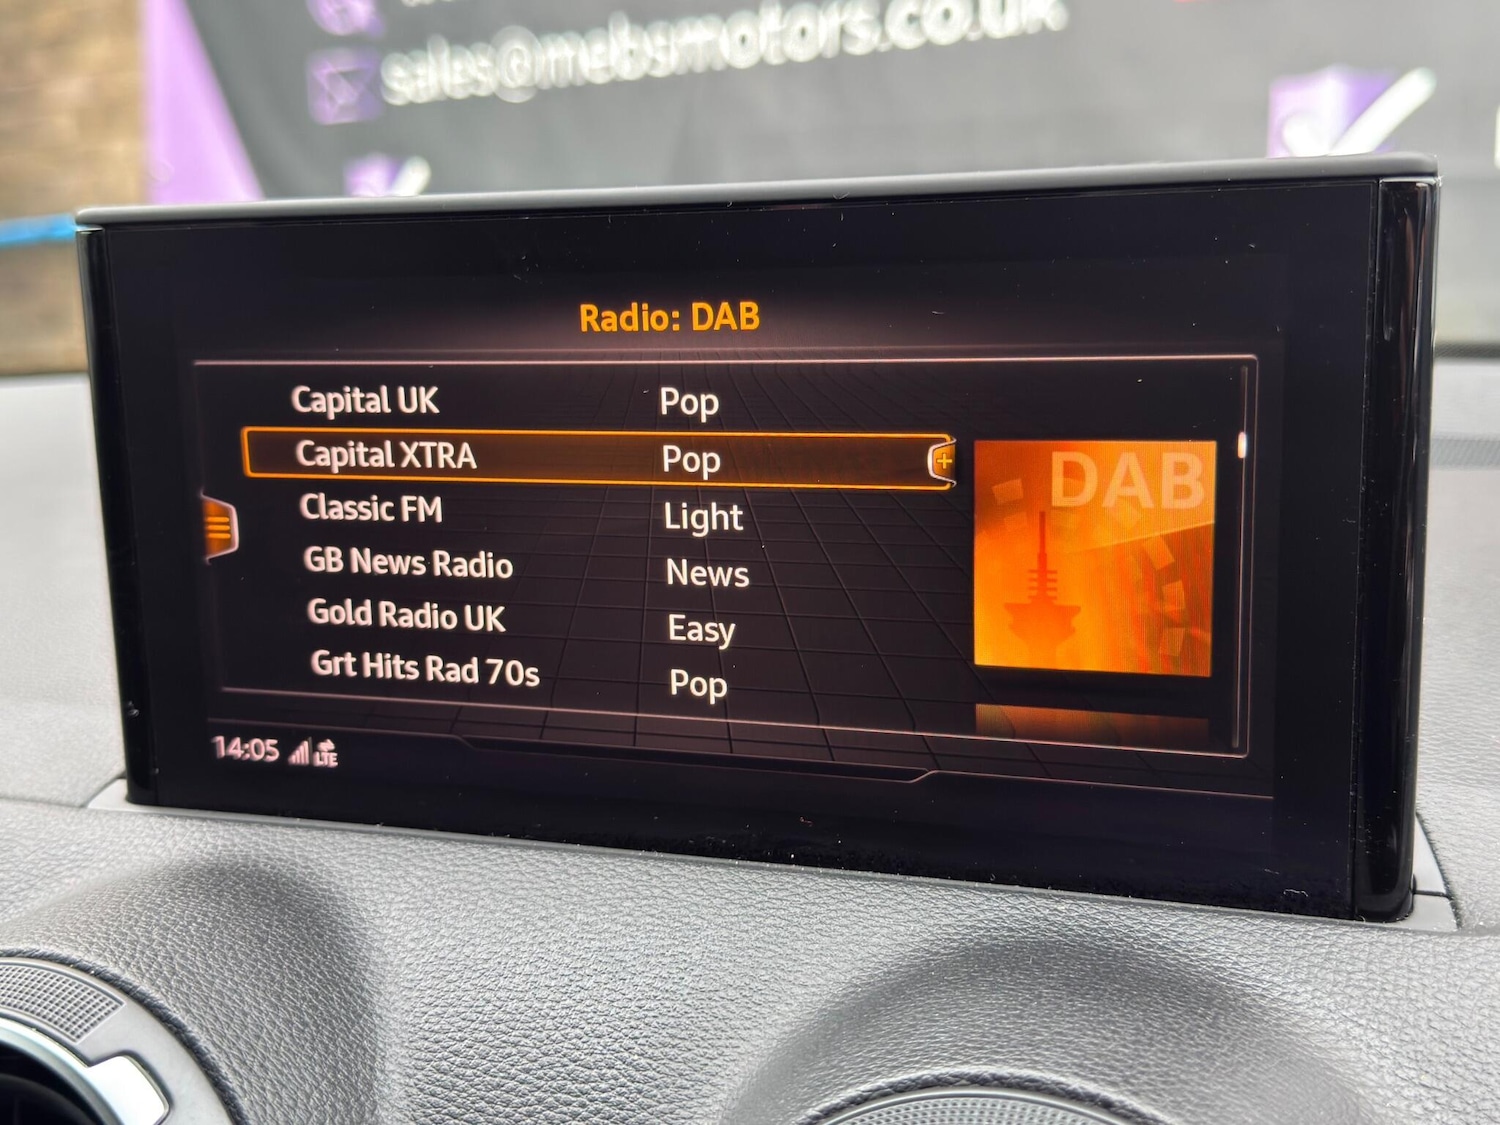 sales@mebsmotors.co.uk
Radio: DAB
Capital UK Pop
Capital XTRA Pop
Classic FM Light
GB News Radio News
Gold Radio UK Easy
Grt Hits Rad 70s Pop
DAB
14:05 LTE